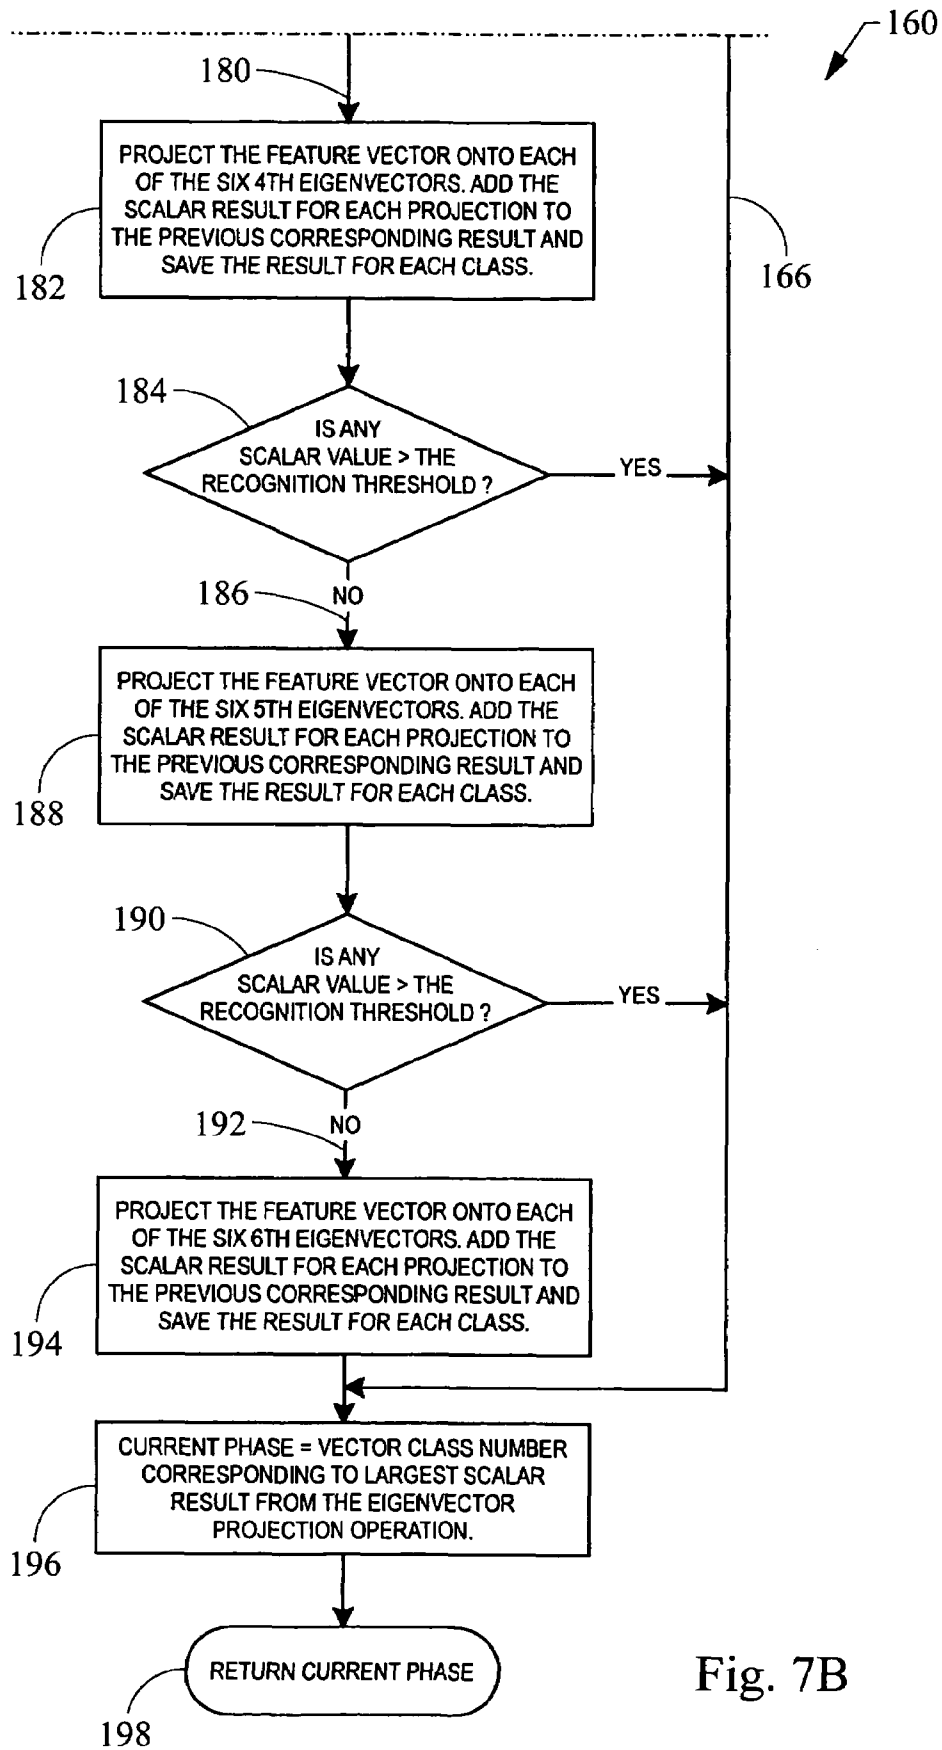 160
180
PROJECT THE FEATURE VECTOR ONTO EACH
OF THE SIX 4TH EIGENVECTORS. ADD THE
SCALAR RESULT FOR EACH PROJECTION TO
THE PREVIOUS CORRESPONDING RESULT AND
SAVE THE RESULT FOR EACH CLASS.
182
166
184
IS ANY
SCALAR VALUE > THE
RECOGNITION THRESHOLD ?
YES
186
NO
PROJECT THE FEATURE VECTOR ONTO EACH
OF THE SIX 5TH EIGENVECTORS. ADD THE
SCALAR RESULT FOR EACH PROJECTION TO
THE PREVIOUS CORRESPONDING RESULT AND
SAVE THE RESULT FOR EACH CLASS.
188
190
IS ANY
SCALAR VALUE > THE
RECOGNITION THRESHOLD ?
YES
192
NO
PROJECT THE FEATURE VECTOR ONTO EACH
OF THE SIX 6TH EIGENVECTORS. ADD THE
SCALAR RESULT FOR EACH PROJECTION TO
THE PREVIOUS CORRESPONDING RESULT AND
SAVE THE RESULT FOR EACH CLASS.
194
CURRENT PHASE = VECTOR CLASS NUMBER
CORRESPONDING TO LARGEST SCALAR
RESULT FROM THE EIGENVECTOR
PROJECTION OPERATION.
196
RETURN CURRENT PHASE
198
Fig. 7B